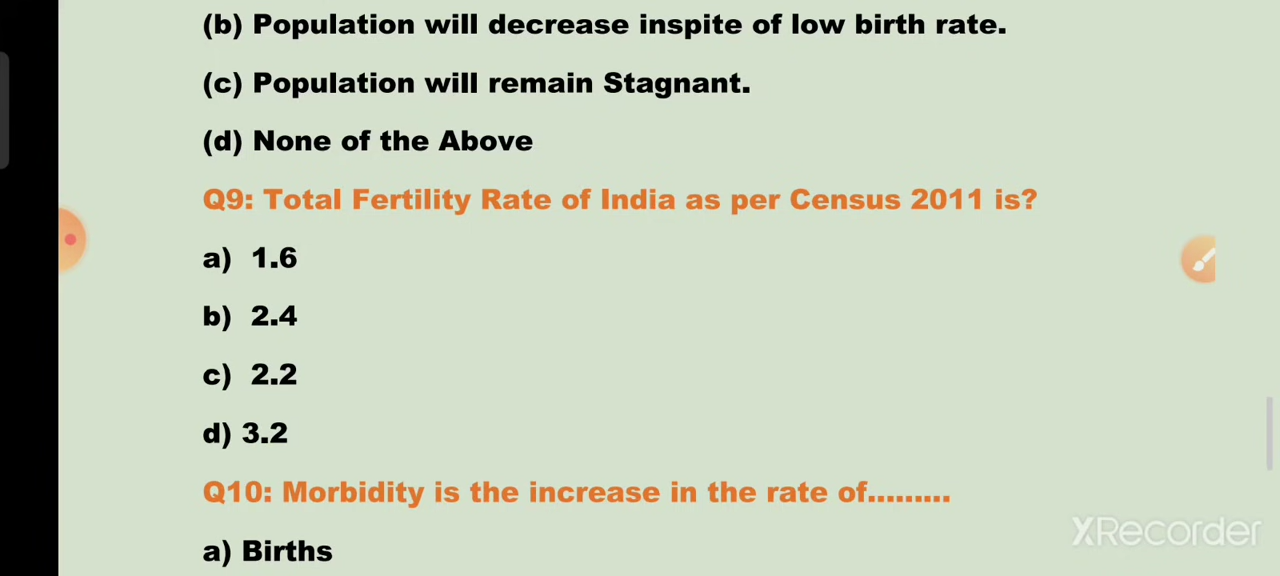 (b) Population will decrease inspite of low birth rate.
(c) Population will remain Stagnant.
(d) None of the Above
Q9: Total Fertility Rate of India as per Census 2011 is?
a) 1.6
b) 2.4
c) 2.2
d) 3.2
Q10: Morbidity is the increase in the rate of.........
a) Births
XRecorder